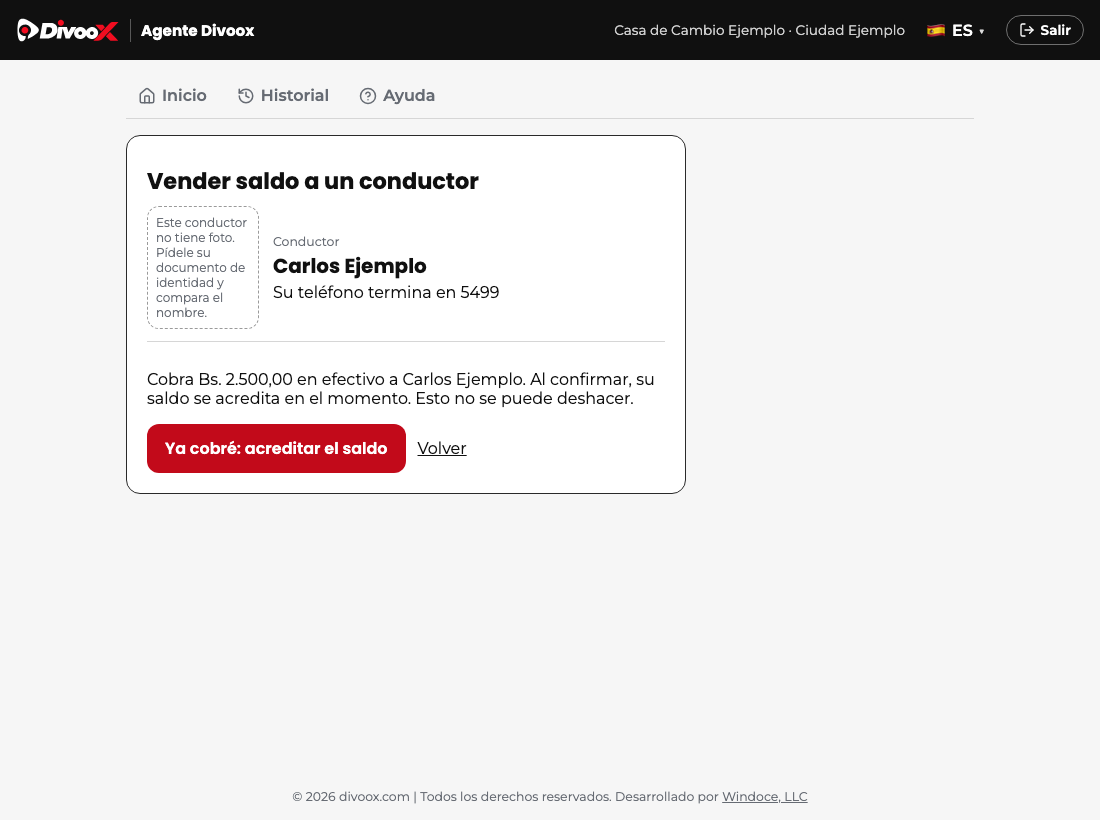 DivooX
Agente Divoox
Casa de Cambio Ejemplo · Ciudad Ejemplo
ES
Salir
Inicio
Historial
Ayuda
Vender saldo a un conductor
Este conductor
no tiene foto.
Pídele su
documento de
identidad y
compara el
nombre.
Conductor
Carlos Ejemplo
Su teléfono termina en 5499
Cobra Bs. 2.500,00 en efectivo a Carlos Ejemplo. Al confirmar, su
saldo se acredita en el momento. Esto no se puede deshacer.
Ya cobré: acreditar el saldo
Volver
© 2026 divoox.com | Todos los derechos reservados. Desarrollado por Windoce, LLC